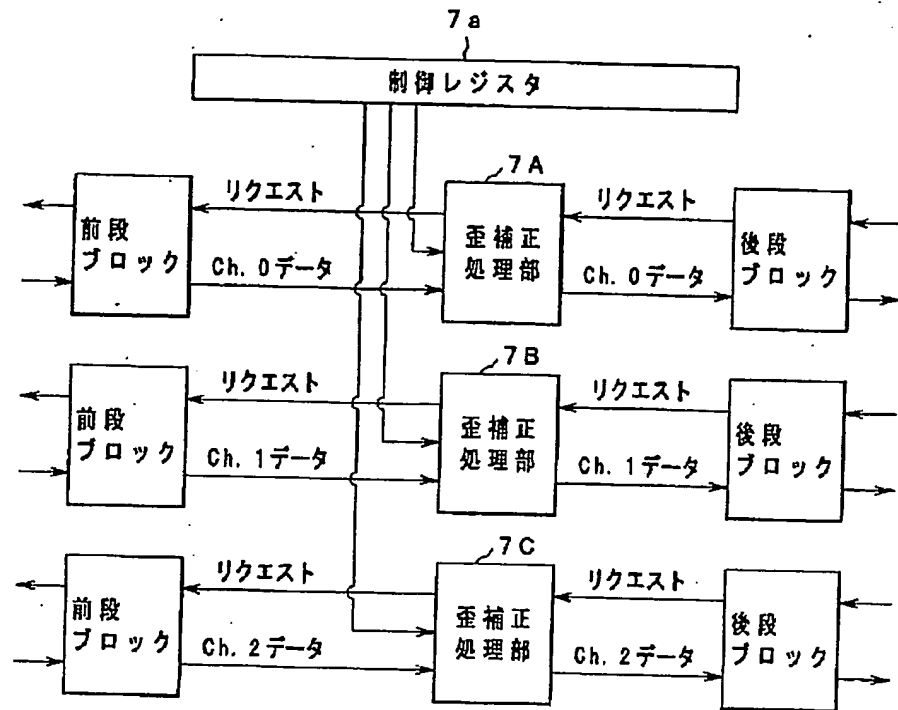 7a
制御レジスタ
7A
リクエスト
リクエスト
前段
ブロック
歪補正
処理部
後段
ブロック
Ch. 0データ
Ch. 0データ
7B
リクエスト
リクエスト
前段
ブロック
歪補正
処理部
後段
ブロック
Ch. 1データ
Ch. 1データ
7C
リクエスト
リクエスト
前段
ブロック
歪補正
処理部
後段
ブロック
Ch. 2データ
Ch. 2データ